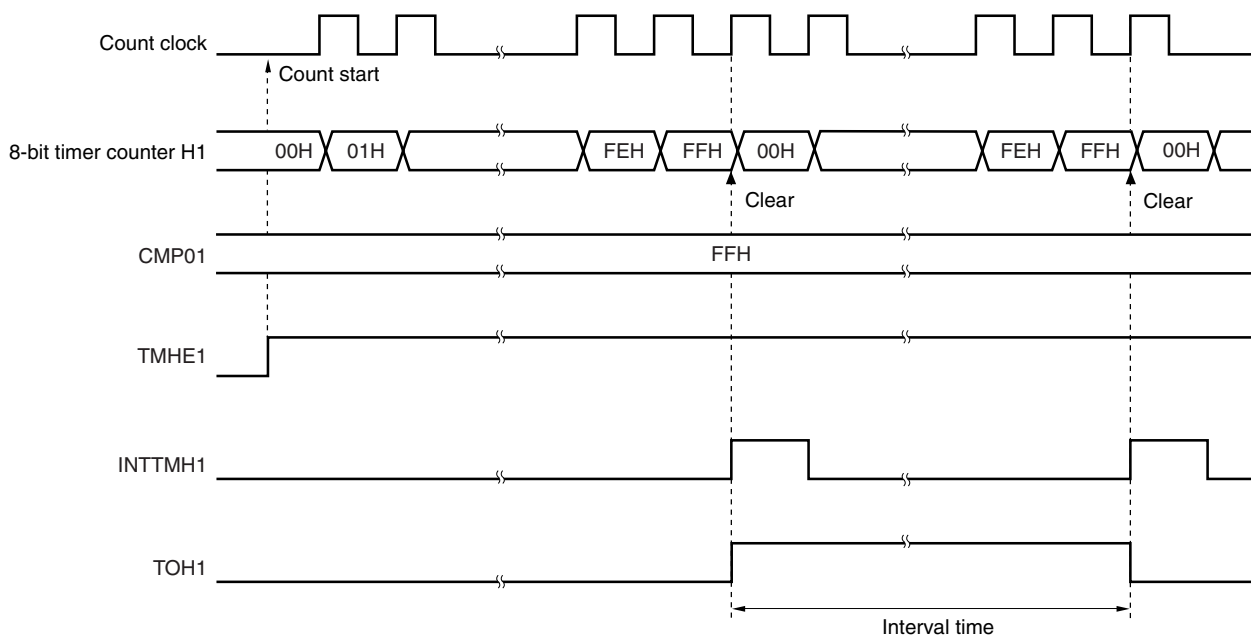 Count clock
Count start
8-bit timer counter H1
00H 01H FEH FFH 00H FEH FFH 00H
Clear Clear
CMP01
FFH
TMHE1
INTTMH1
TOH1
Interval time